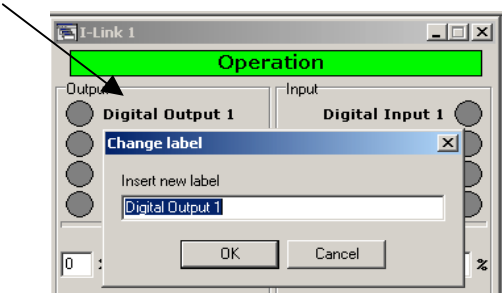 I-Link 1
Operation
Output Input
Digital Output 1 Digital Input 1
Change label
Insert new label
Digital Output 1
OK Cancel
0 %